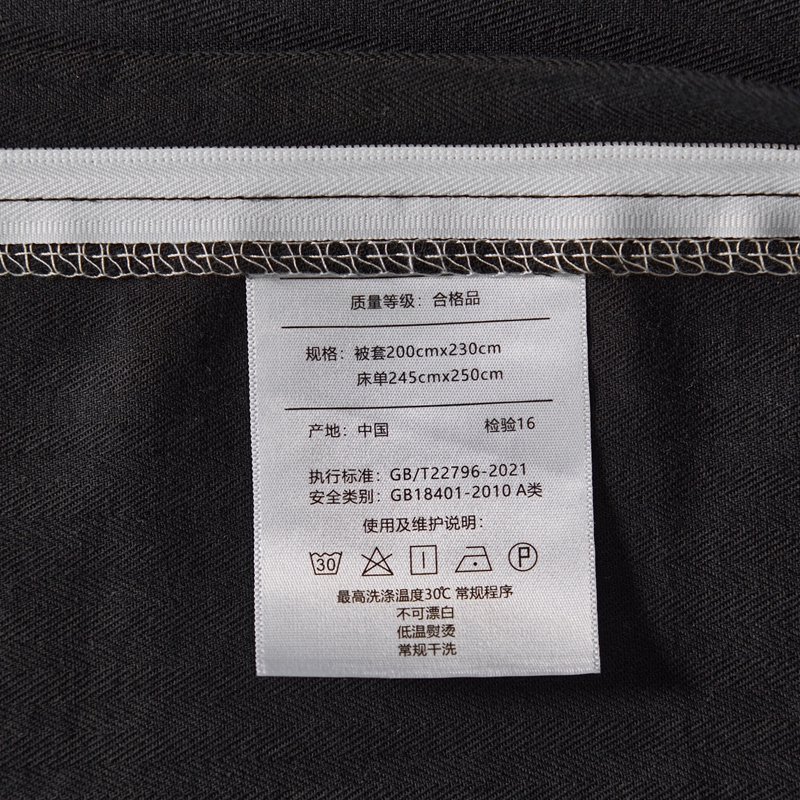 质量等级：合格品
规格：被套200cmx230cm
床单245cmx250cm
产地：中国 检验16
执行标准：GB/T22796-2021
安全类别：GB18401-2010 A类
使用及维护说明：
30 P
最高洗涤温度30℃ 常规程序
不可漂白
低温熨烫
常规干洗